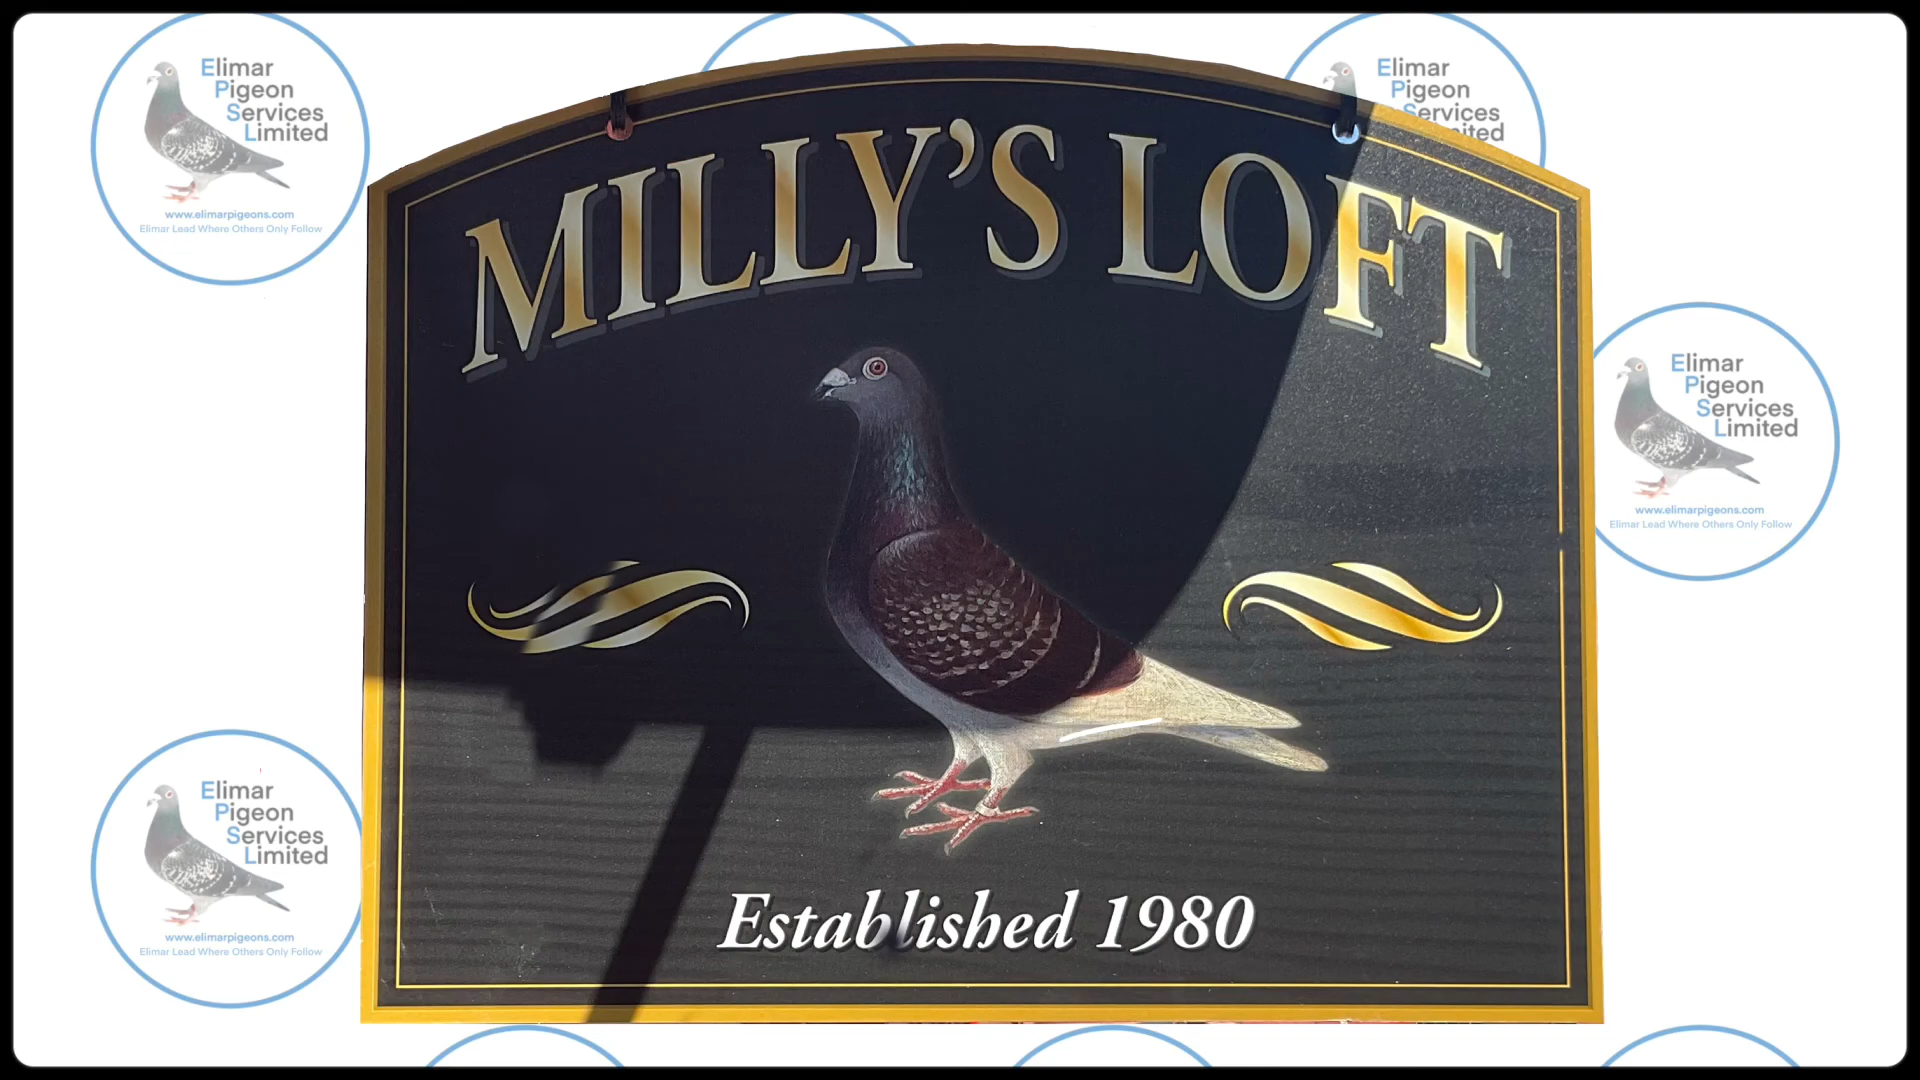 Elimar
Pigeon
Services
Limited
www.elimarpigeons.com
Elimar Lead Where Others Only Follow
Elimar
Pigeon
Services
MILLY'S LOFT
Elimar
Pigeon
Services
Limited
www.elimarpigeons.com
Elimar Lead Where Others Only Follow
Elimar
Pigeon
Services
Limited
www.elimarpigeons.com
Elimar Lead Where Others Only Follow
Established 1980